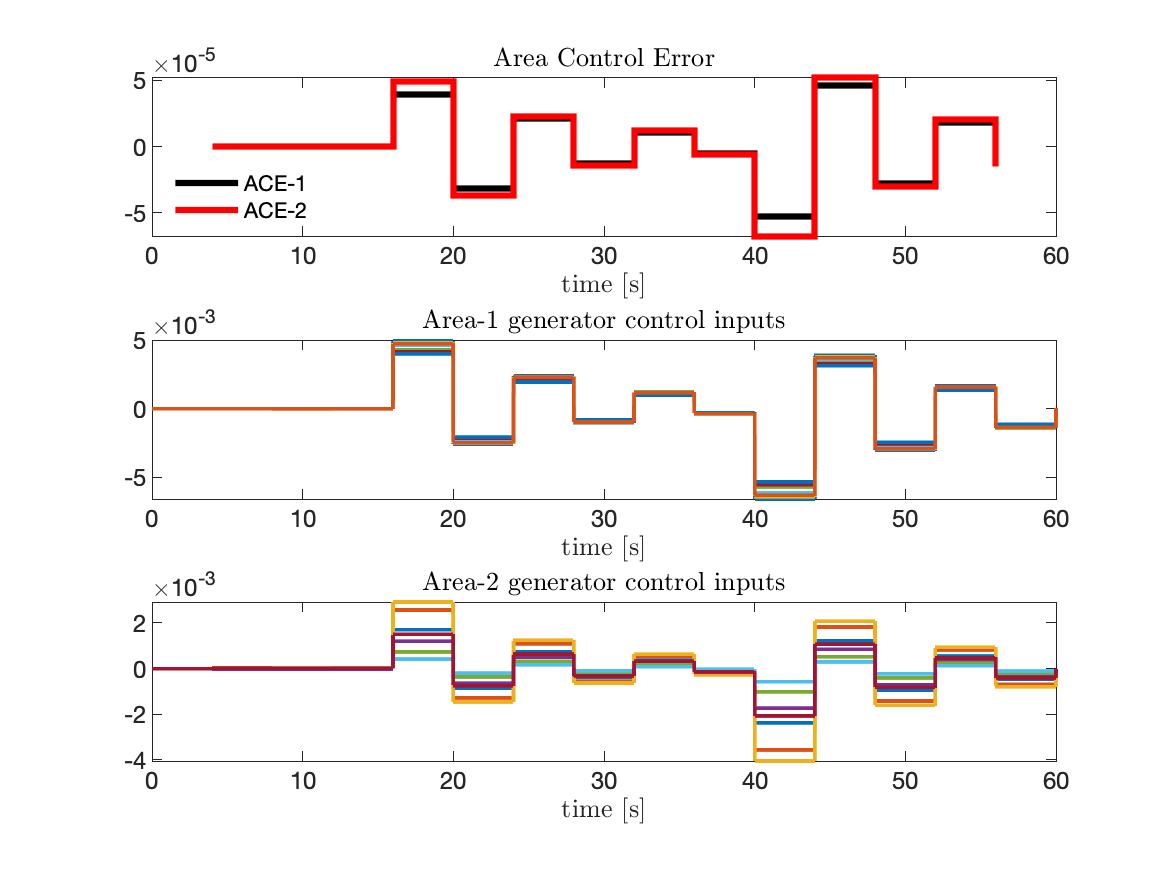 ×10-5
Area Control Error
5
0
-5
ACE-1
ACE-2
0 10 20 30 40 50 60
time [s]
×10-3
Area-1 generator control inputs
5
0
-5
0 10 20 30 40 50 60
time [s]
×10-3
Area-2 generator control inputs
2
0
-2
-4
0 10 20 30 40 50 60
time [s]